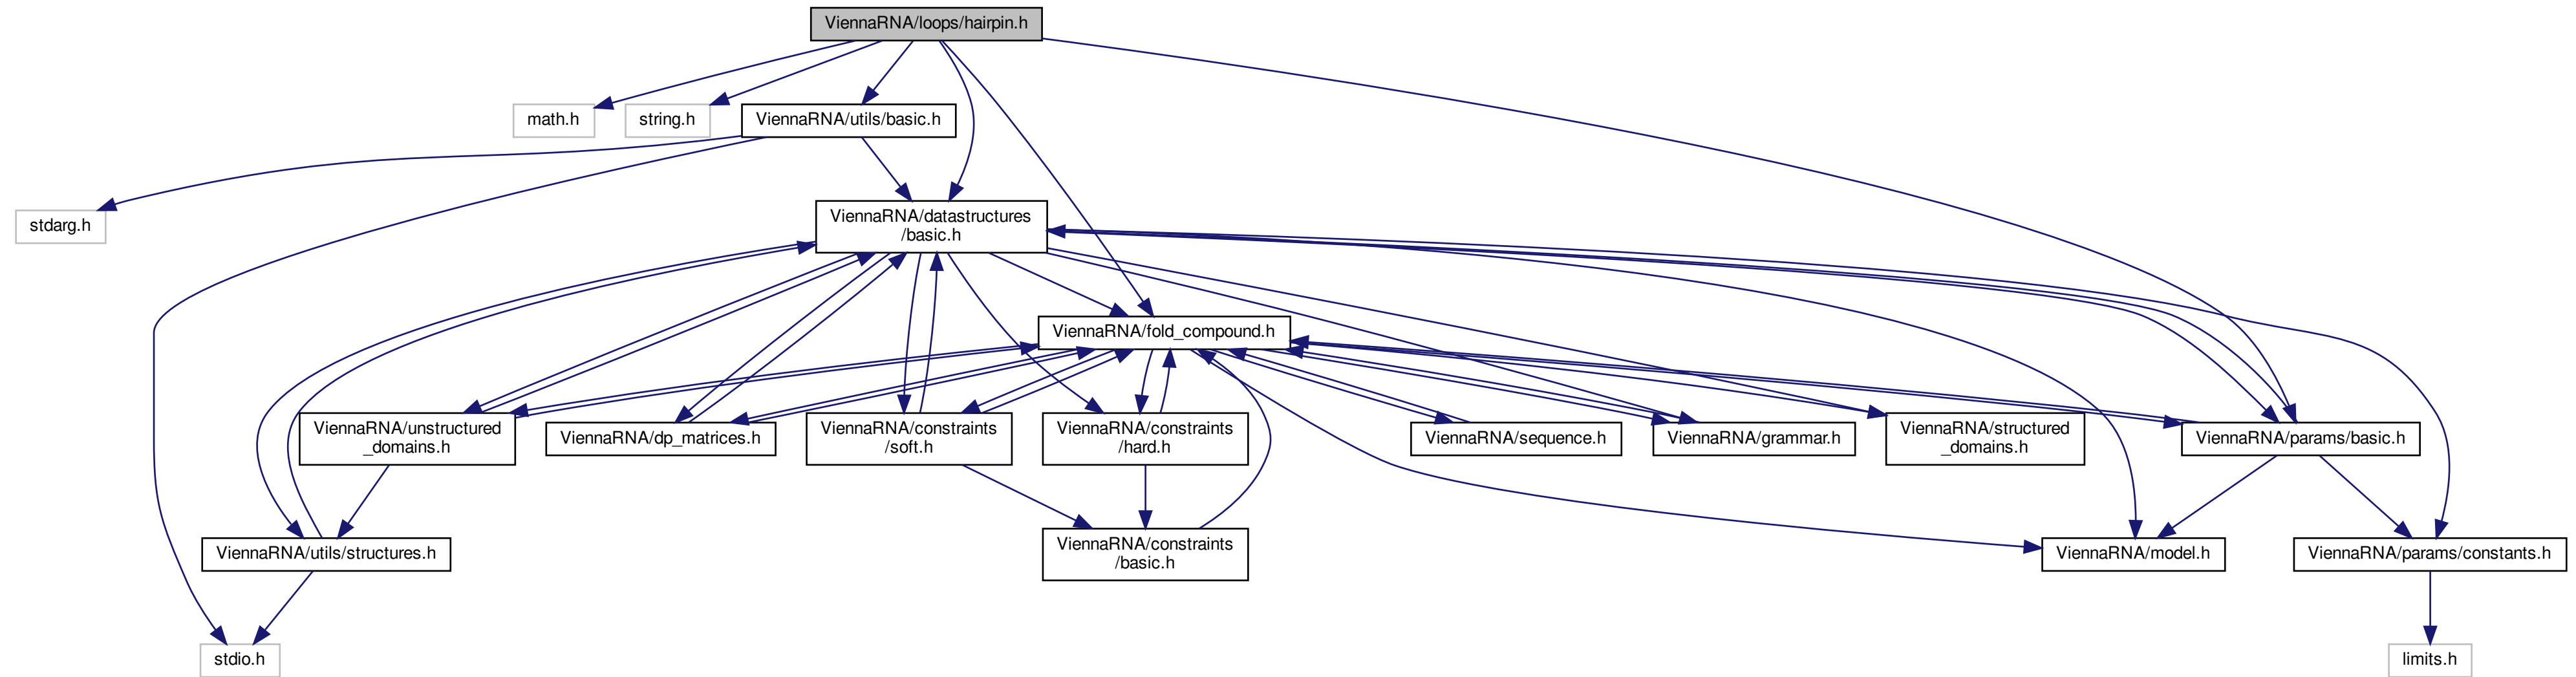 ViennaRNA/loops/hairpin.h
math.h
string.h
ViennaRNA/utils/basic.h
stdarg.h
ViennaRNA/datastructures
/basic.h
ViennaRNA/fold_compound.h
ViennaRNA/unstructured
_domains.h
ViennaRNA/dp_matrices.h
ViennaRNA/constraints
/soft.h
ViennaRNA/constraints
/hard.h
ViennaRNA/sequence.h
ViennaRNA/grammar.h
ViennaRNA/structured
_domains.h
ViennaRNA/params/basic.h
ViennaRNA/utils/structures.h
ViennaRNA/constraints
/basic.h
ViennaRNA/model.h
ViennaRNA/params/constants.h
stdio.h
limits.h